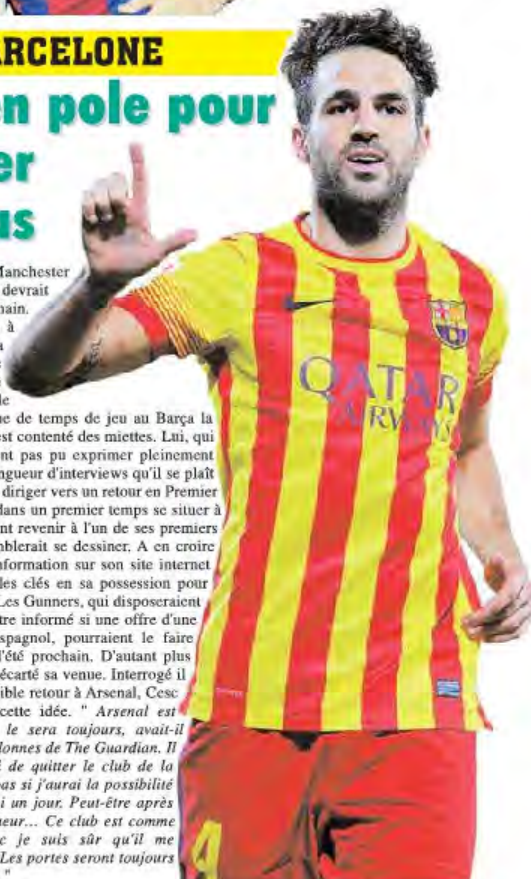 ARCELONE
en pole pour
er
us
Manchester
devrait
hain.
à
de temps de jeu au Barça la
est contenté des miettes. Lui, qui
ent pas pu exprimer pleinement
ngueur d'interviews qu'il se plaît
diriger vers un retour en Premier
dans un premier temps se situer à
nt revenir à l'un de ses premiers
mblerait se dessiner. A en croire
nformation sur son site internet
les clés en sa possession pour
Les Gunners, qui disposeraient
tre informé si une offre d'une
espagnol, pourraient le faire
l'été prochain. D'autant plus
écarté sa venue. Interrogé il
ible retour à Arsenal, Cesc
cette idée. " Arsenal est
le sera toujours, avait-il
lonnes de The Guardian. Il
i de quitter le club de la
pas si j'aurai la possibilité
i un jour. Peut-être après
neur... Ce club est comme
c je suis sûr qu'il me
Les portes seront toujours
"
QATAR
AIRWAYS
4